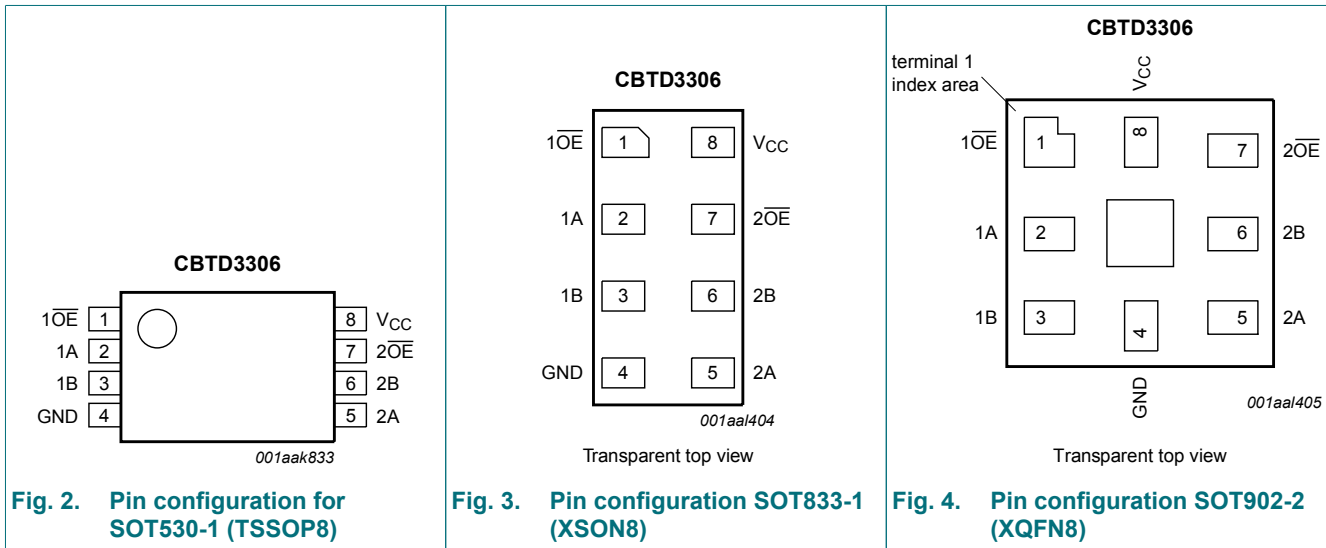 CBTD3306
1OE 1
1A 2
1B 3
GND 4
8 VCC
7 2OE
6 2B
5 2A
001aak833
Fig. 2. Pin configuration for
SOT530-1 (TSSOP8)
CBTD3306
1OE 1 8 VCC
1A 2 7 2OE
1B 3 6 2B
GND 4 5 2A
001aal404
Transparent top view
Fig. 3. Pin configuration SOT833-1
(XSON8)
CBTD3306
terminal 1
index area
VCC
1OE 1 8 7 2OE
1A 2 6 2B
1B 3 4 5 2A
GND
001aal405
Transparent top view
Fig. 4. Pin configuration SOT902-2
(XQFN8)